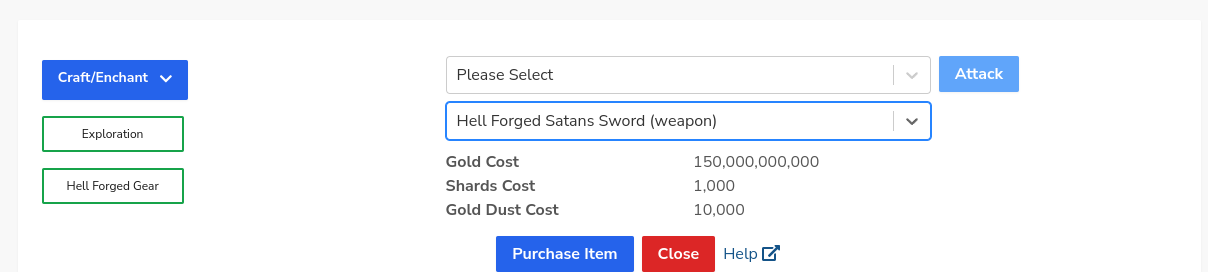 Craft/Enchant
Exploration
Hell Forged Gear
Please Select
Attack
Hell Forged Satans Sword (weapon)
Gold Cost 150,000,000,000
Shards Cost 1,000
Gold Dust Cost 10,000
Purchase Item Close Help